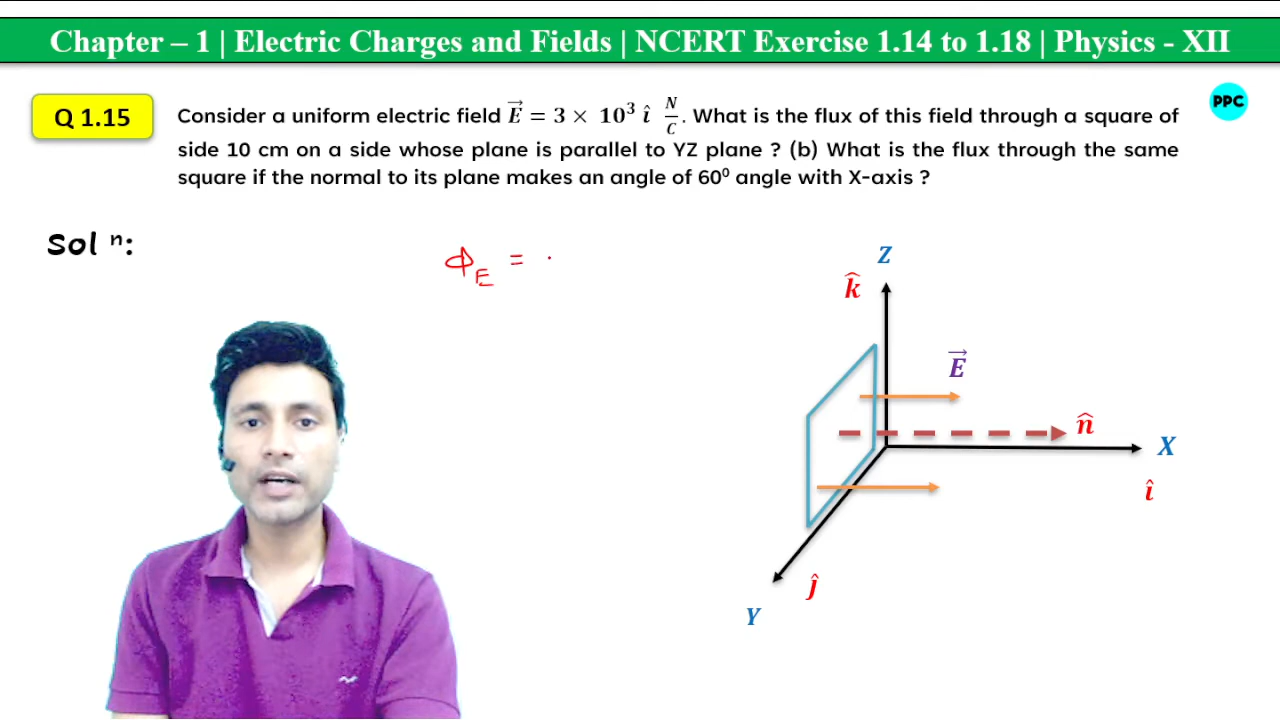 Chapter – 1 | Electric Charges and Fields | NCERT Exercise 1.14 to 1.18 | Physics - XII
PPC
Q 1.15
Consider a uniform electric field E⃗ = 3 × 10³ î N/C. What is the flux of this field through a square of
side 10 cm on a side whose plane is parallel to YZ plane ? (b) What is the flux through the same
square if the normal to its plane makes an angle of 60⁰ angle with X-axis ?
Sol ⁿ:
Φ_E =
Z
k̂
E⃗
n̂
X
î
ĵ
Y